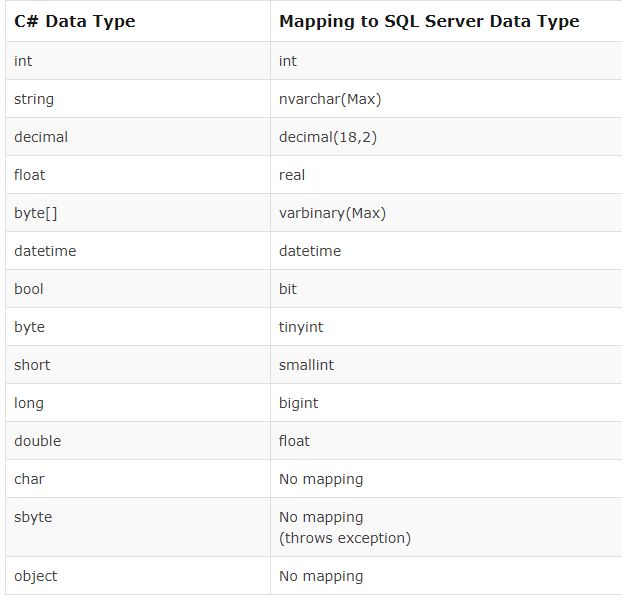 C# Data Type Mapping to SQL Server Data Type
int int
string nvarchar(Max)
decimal decimal(18,2)
float real
byte[] varbinary(Max)
datetime datetime
bool bit
byte tinyint
short smallint
long bigint
double float
char No mapping
sbyte No mapping
(throws exception)
object No mapping